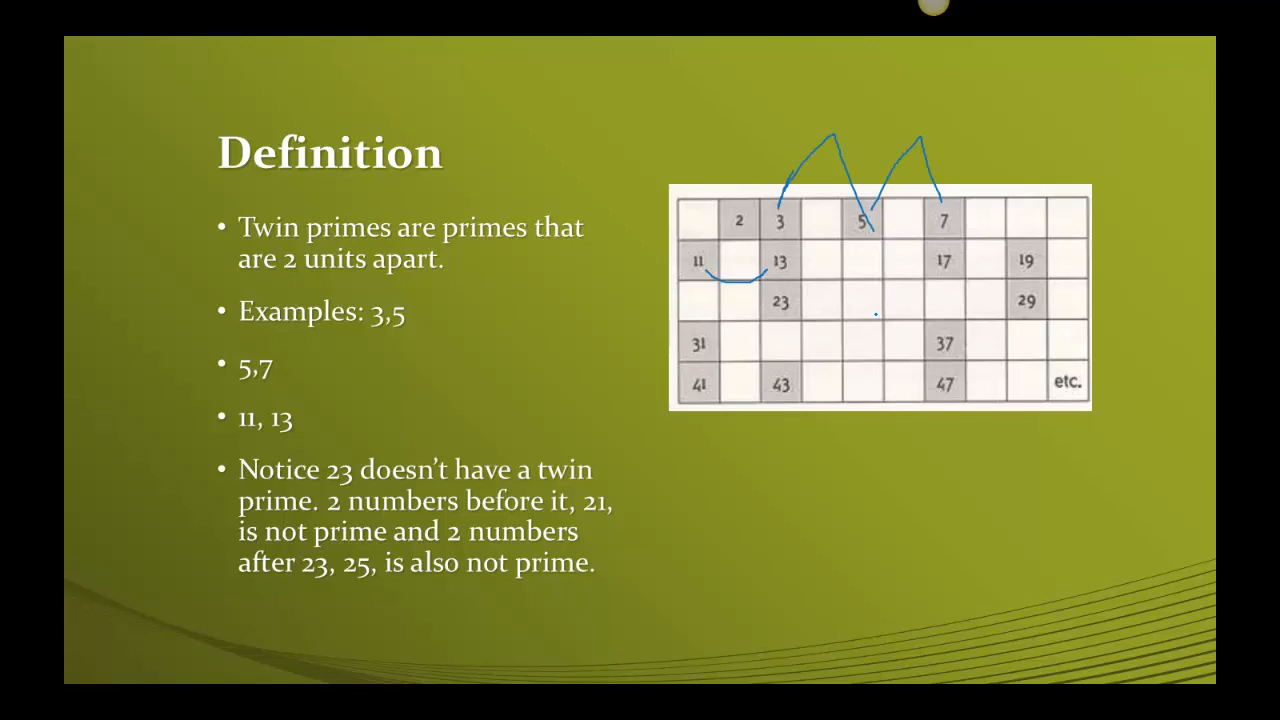 Definition
• Twin primes are primes that
are 2 units apart.
• Examples: 3,5
• 5,7
• 11, 13
• Notice 23 doesn’t have a twin
prime. 2 numbers before it, 21,
is not prime and 2 numbers
after 23, 25, is also not prime.
2 3 5 7
11 13 17 19
23 29
31 37
41 43 47 etc.